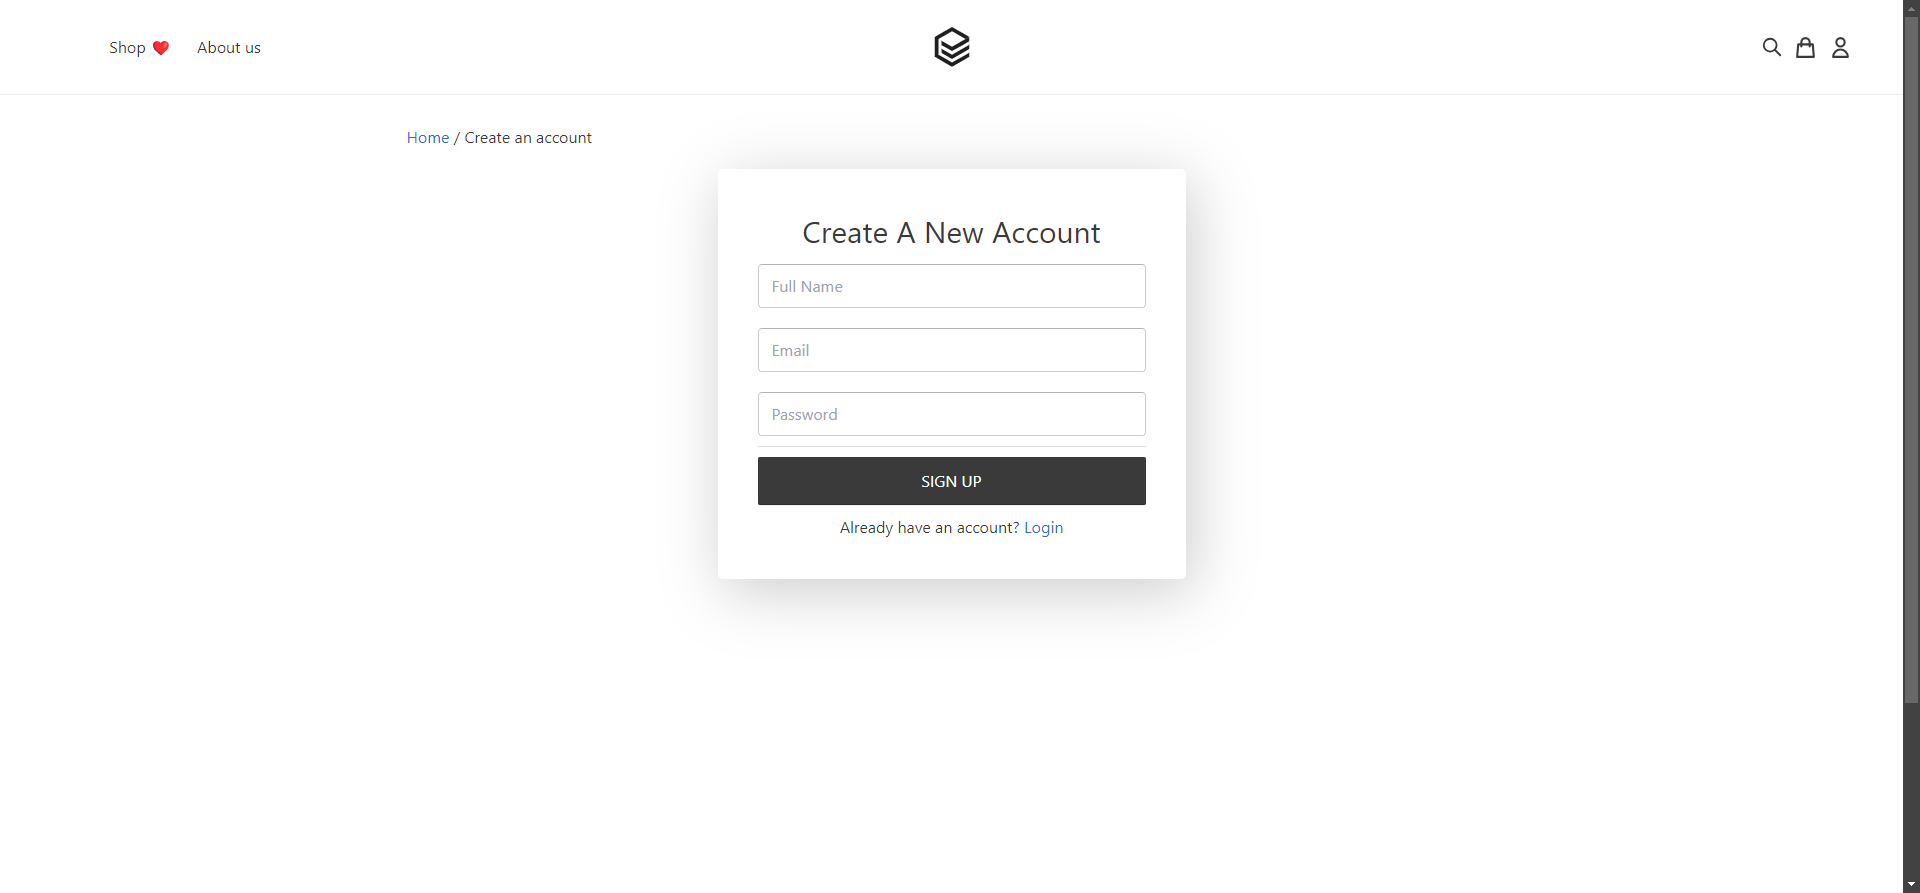 Shop ❤️ About us
Home / Create an account
Create A New Account
Full Name
Email
Password
SIGN UP
Already have an account? Login